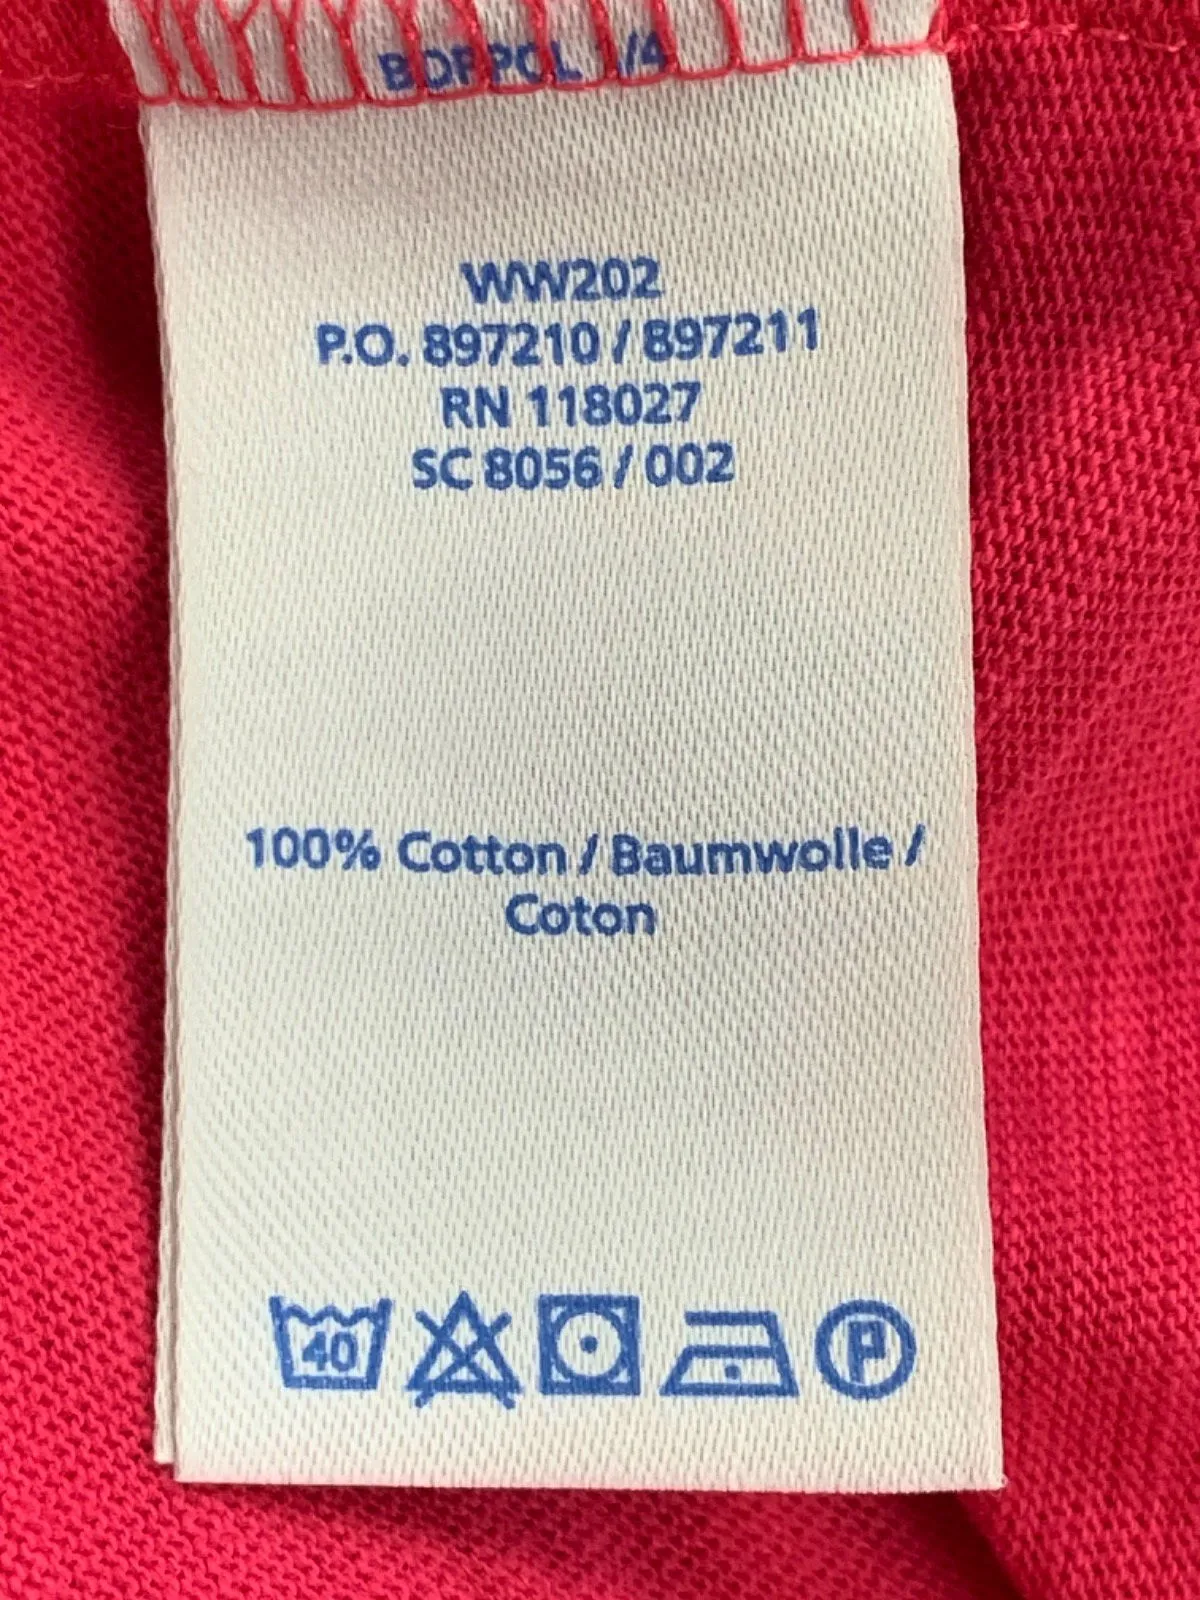 WW202
P.O. 897210 / 897211
RN 118027
SC 8056 / 002
100% Cotton / Baumwolle /
Coton
40
P